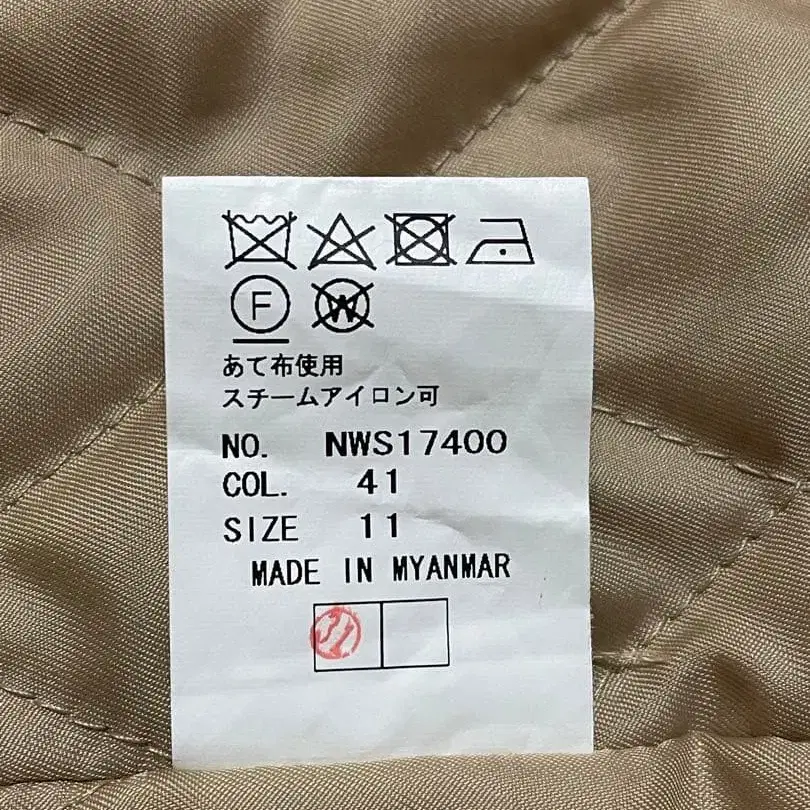 F W
あて布使用
スチームアイロン可
NO. NWS17400
COL. 41
SIZE 11
MADE IN MYANMAR